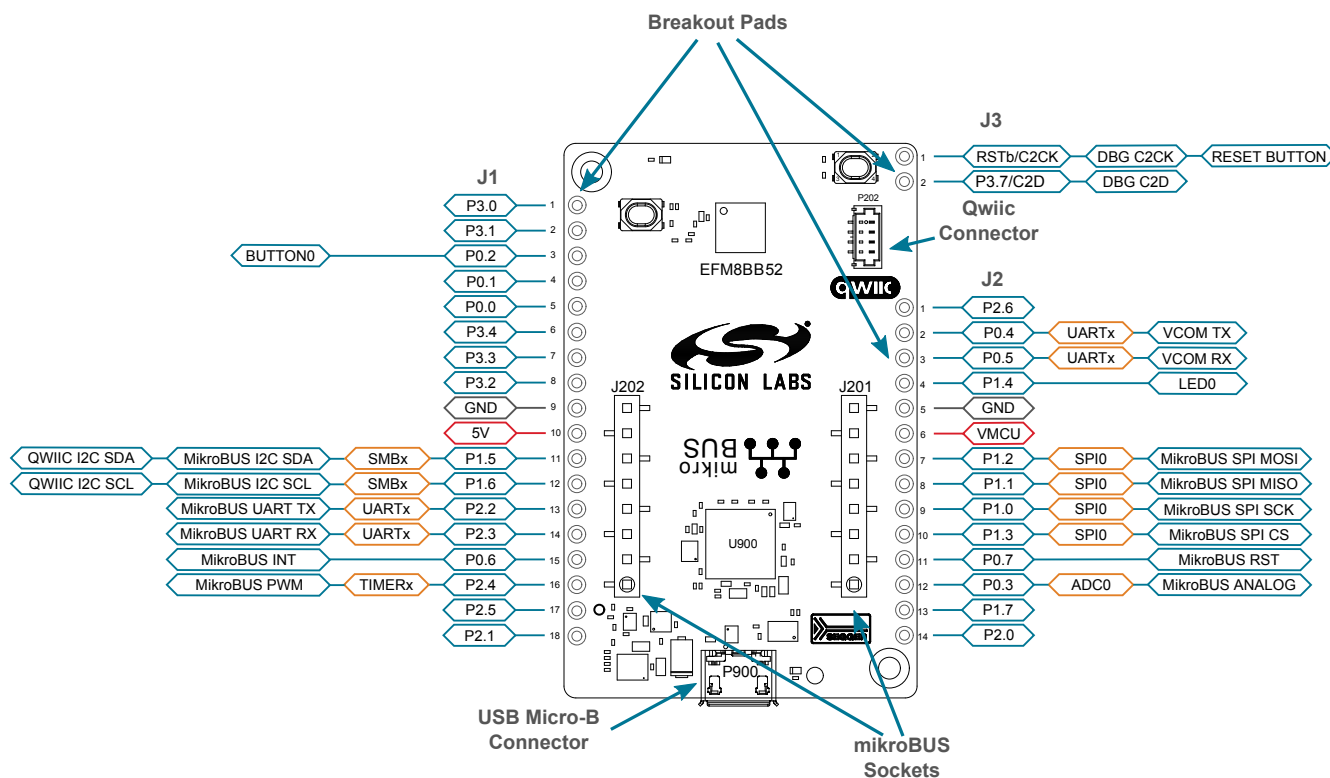 Breakout Pads
J3
1 RSTb/C2CK DBG C2CK RESET BUTTON
2 P3.7/C2D DBG C2D
P202
Qwiic
Connector
qwiic
EFM8BB52
J1
P3.0 1
P3.1 2
BUTTON0 P0.2 3
P0.1 4
P0.0 5
P3.4 6
P3.3 7
P3.2 8
GND 9
5V 10
QWIIC I2C SDA MikroBUS I2C SDA SMBx P1.5 11
QWIIC I2C SCL MikroBUS I2C SCL SMBx P1.6 12
MikroBUS UART TX UARTx P2.2 13
MikroBUS UART RX UARTx P2.3 14
MikroBUS INT P0.6 15
MikroBUS PWM TIMERx P2.4 16
P2.5 17
P2.1 18
J2
1 P2.6
2 P0.4 UARTx VCOM TX
3 P0.5 UARTx VCOM RX
4 P1.4 LED0
5 GND
6 VMCU
7 P1.2 SPI0 MikroBUS SPI MOSI
8 P1.1 SPI0 MikroBUS SPI MISO
9 P1.0 SPI0 MikroBUS SPI SCK
10 P1.3 SPI0 MikroBUS SPI CS
11 P0.7 MikroBUS RST
12 P0.3 ADC0 MikroBUS ANALOG
13 P1.7
14 P2.0
SILICON LABS
J202
J201
mikro
BUS
U900
P900
USB Micro-B
Connector
mikroBUS
Sockets